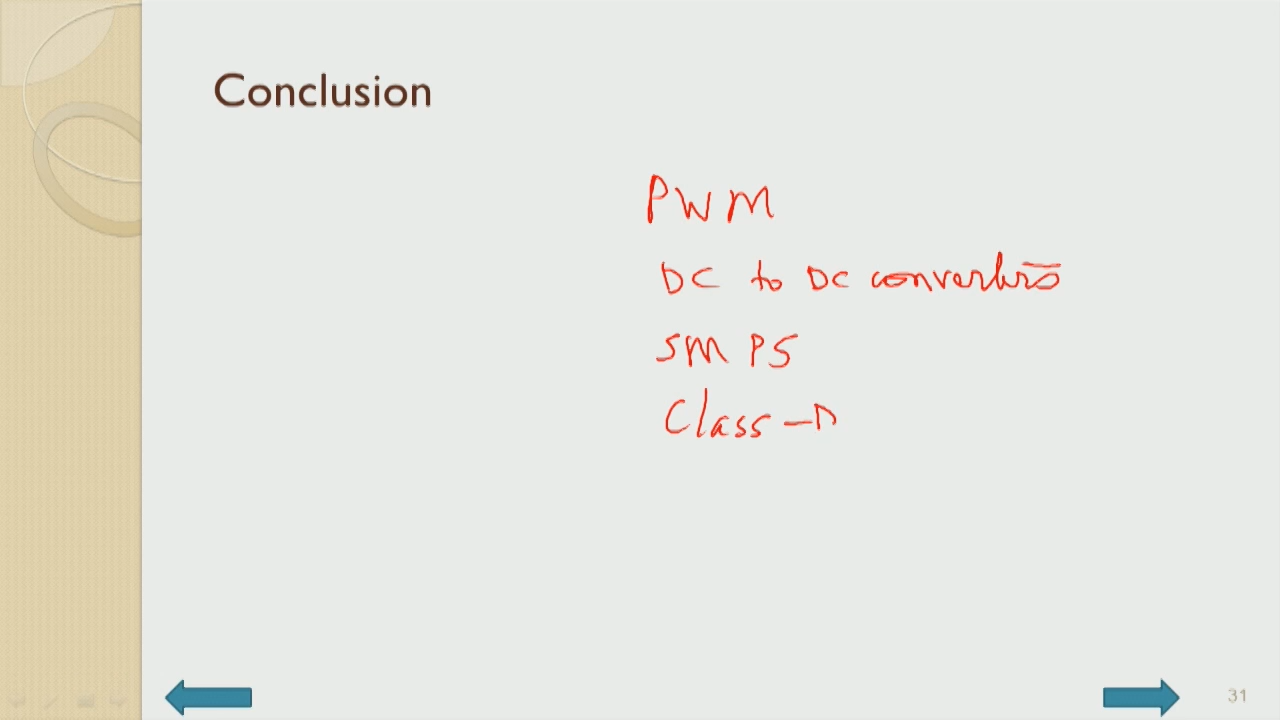 Conclusion
PWM
DC to DC converters
SMPS
Class-D
31